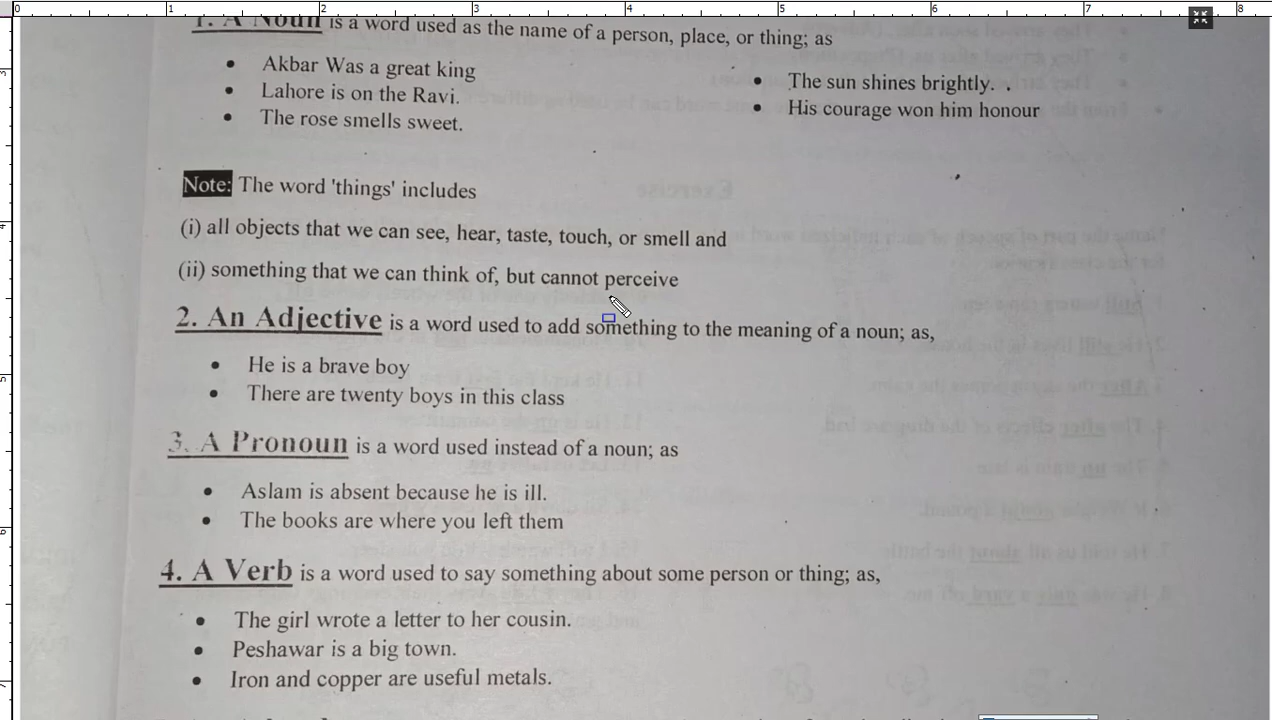 1. A Noun is a word used as the name of a person, place, or thing; as
• Akbar Was a great king
• Lahore is on the Ravi.
• The rose smells sweet.
• The sun shines brightly.
• His courage won him honour
Note: The word 'things' includes
(i) all objects that we can see, hear, taste, touch, or smell and
(ii) something that we can think of, but cannot perceive
2. An Adjective is a word used to add something to the meaning of a noun; as,
• He is a brave boy
• There are twenty boys in this class
3. A Pronoun is a word used instead of a noun; as
• Aslam is absent because he is ill.
• The books are where you left them
4. A Verb is a word used to say something about some person or thing; as,
• The girl wrote a letter to her cousin.
• Peshawar is a big town.
• Iron and copper are useful metals.